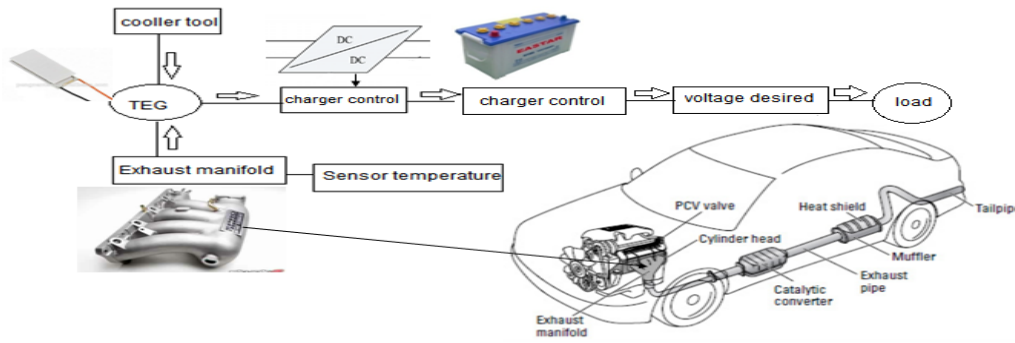 cooller tool
DC
DC
EASTAR
TEG
charger control
charger control
voltage desired
load
Exhaust manifold
Sensor temperature
PCV valve
Heat shield
Tailpipe
Cylinder head
Muffler
Exhaust
pipe
Catalytic
converter
Exhaust
manifold